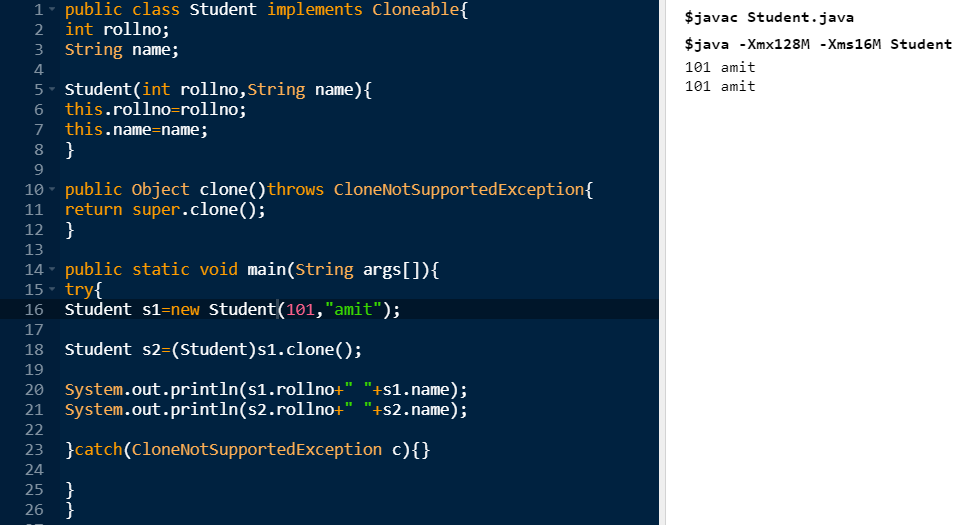 1 public class Student implements Cloneable{
2 int rollno;
3 String name;
4
5 Student(int rollno,String name){
6 this.rollno=rollno;
7 this.name=name;
8 }
9
10 public Object clone()throws CloneNotSupportedException{
11 return super.clone();
12 }
13
14 public static void main(String args[]){
15 try{
16 Student s1=new Student(101,"amit");
17
18 Student s2=(Student)s1.clone();
19
20 System.out.println(s1.rollno+" "+s1.name);
21 System.out.println(s2.rollno+" "+s2.name);
22
23 }catch(CloneNotSupportedException c){}
24
25 }
26 }
$javac Student.java
$java -Xmx128M -Xms16M Student
101 amit
101 amit